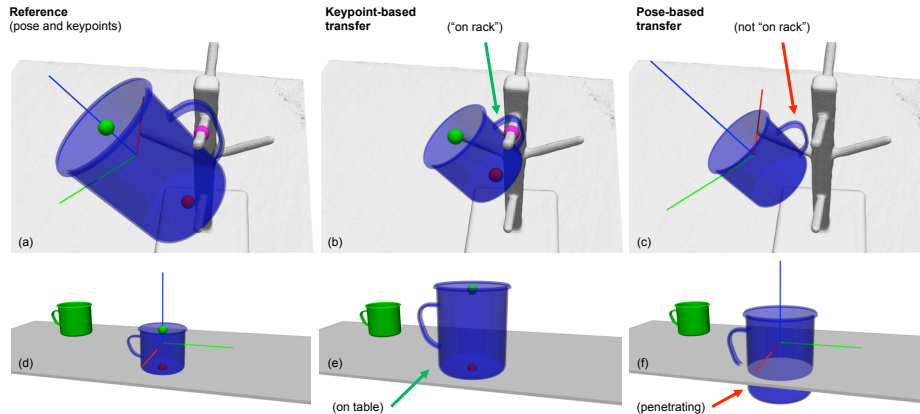 Reference
(pose and keypoints)
Keypoint-based
transfer
(“on rack”)
Pose-based
transfer
(not “on rack”)
(a)
(b)
(c)
(d)
(e)
(f)
(on table)
(penetrating)